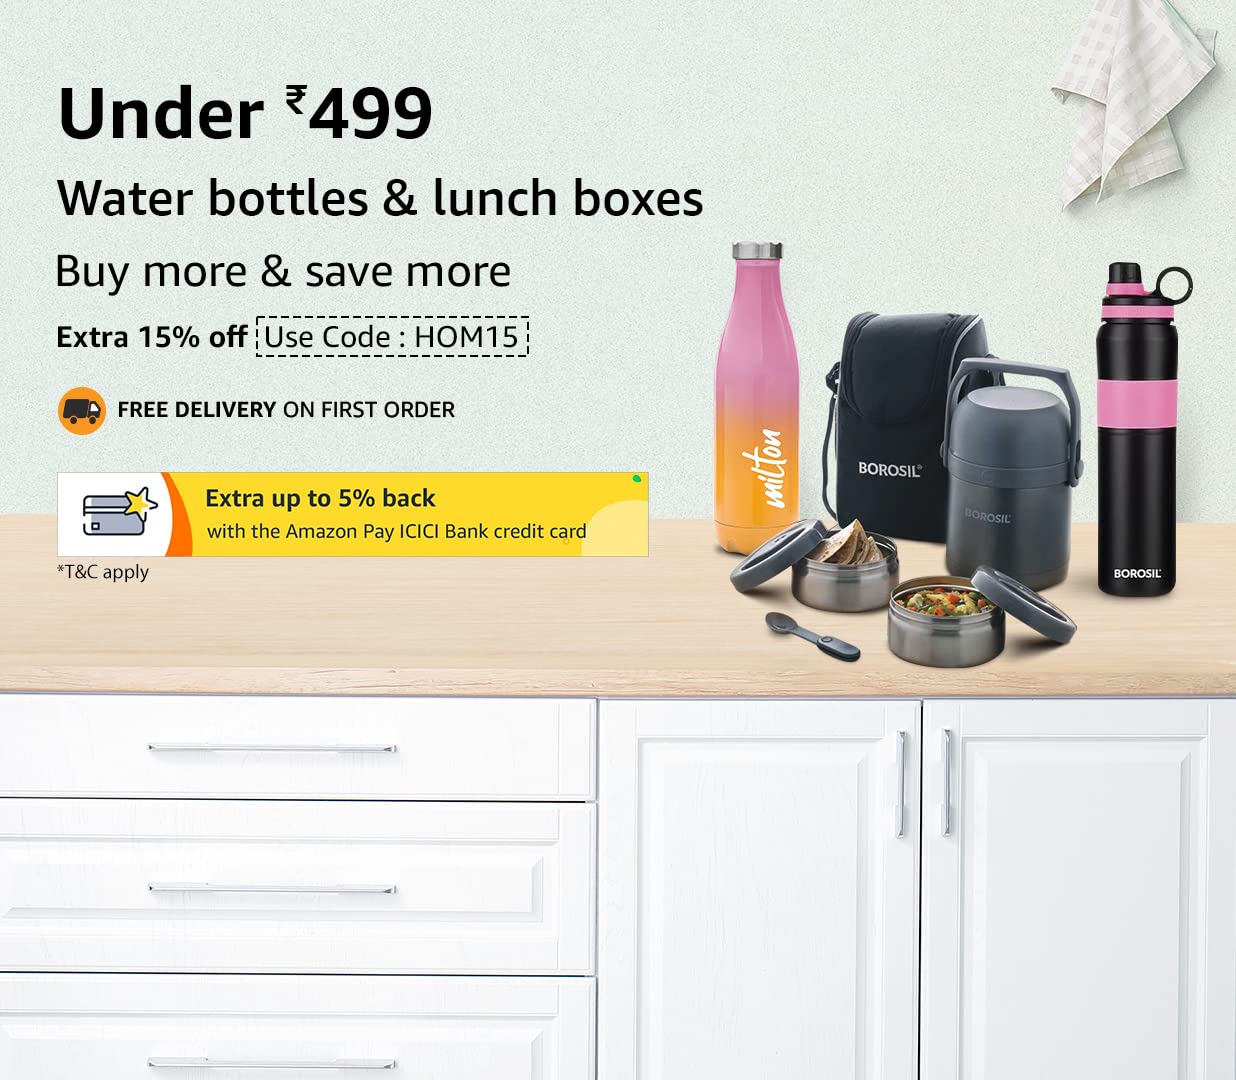 Under ₹499
Water bottles & lunch boxes
Buy more & save more
Extra 15% off Use Code : HOM15
FREE DELIVERY ON FIRST ORDER
Extra up to 5% back
with the Amazon Pay ICICI Bank credit card
*T&C apply
milton
BOROSIL
BOROSIL
BOROSIL